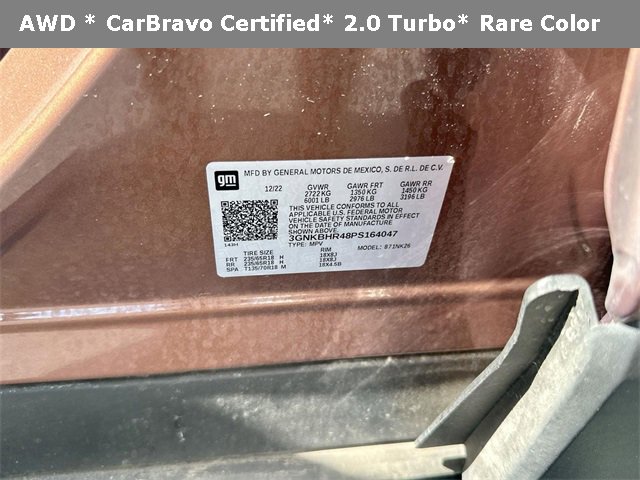 AWD * CarBravo Certified* 2.0 Turbo* Rare Color
gm
MFD BY GENERAL MOTORS DE MEXICO, S. DE R.L. DE C.V.
12/22 GVWR GAWR FRT GAWR RR
2722 KG 1350 KG 1450 KG
6001 LB 2976 LB 3196 LB
THIS VEHICLE CONFORMS TO ALL
APPLICABLE U.S. FEDERAL MOTOR
VEHICLE SAFETY STANDARDS IN EFFECT
ON THE DATE OF MANUFACTURE
SHOWN ABOVE.
3GNKBHR48PS164047
TYPE: MPV MODEL: 871NK26
TIRE SIZE RIM
FRT 235/65R18 H 18X8J
RR 235/65R18 H 18X8J
SPA T135/70R18 M 18X4.5B